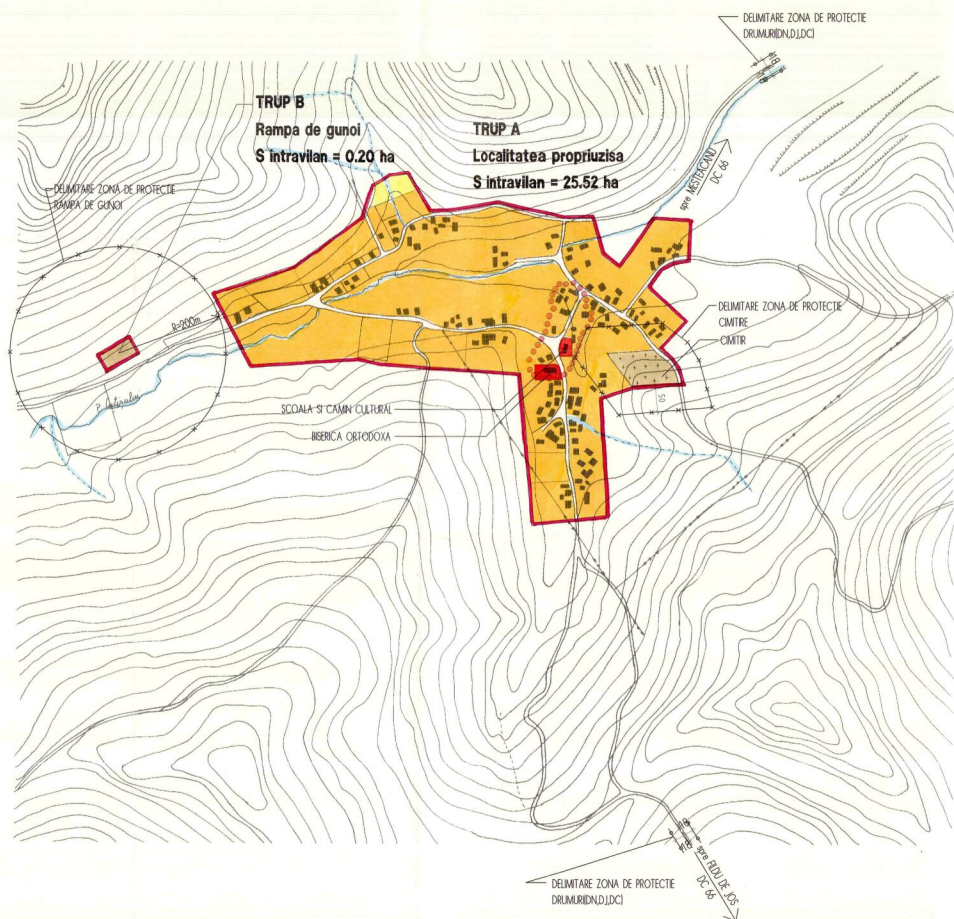 DELIMITARE ZONA DE PROTECTIE
DRUMURI(DN,DJ,DC)
TRUP B
Rampa de gunoi
S intravilan = 0.20 ha
TRUP A
Localitatea propriuzisa
S intravilan = 25.52 ha
spre MESTEACANU
DC 66
DELIMITARE ZONA DE PROTECTIE
RAMPA DE GUNOI
R=200m
DELIMITARE ZONA DE PROTECTIE
CIMITIRE
CIMITIR
50
SCOALA SI CAMIN CULTURAL
BISERICA ORTODOXA
spre FILDU DE JOS
DC 66
DELIMITARE ZONA DE PROTECTIE
DRUMURI(DN,DJ,DC)